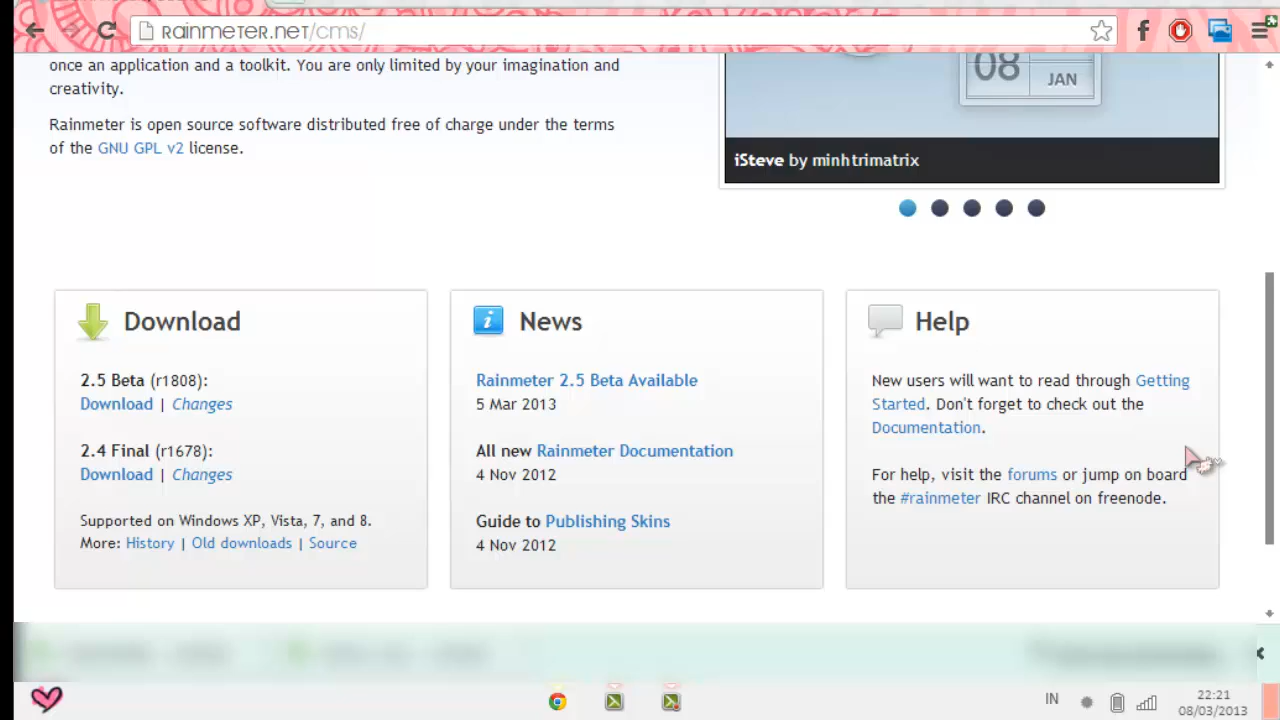 RAINMETER.NET/CMS/
once an application and a toolkit. You are only limited by your imagination and
creativity.
Rainmeter is open source software distributed free of charge under the terms
of the GNU GPL v2 license.
08
JAN
iSteve by minhtrimatrix
Download
2.5 Beta (r1808):
Download | Changes
2.4 Final (r1678):
Download | Changes
Supported on Windows XP, Vista, 7, and 8.
More: History | Old downloads | Source
News
Rainmeter 2.5 Beta Available
5 Mar 2013
All new Rainmeter Documentation
4 Nov 2012
Guide to Publishing Skins
4 Nov 2012
Help
New users will want to read through Getting
Started. Don't forget to check out the
Documentation.
For help, visit the forums or jump on board
the #rainmeter IRC channel on freenode.
IN
22:21
08/03/2013